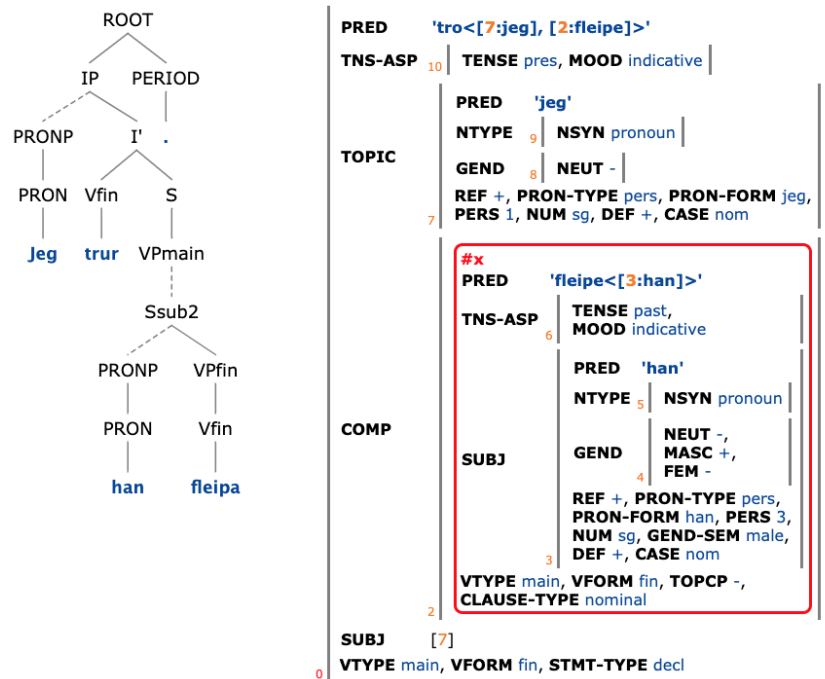 ROOT
IP PERIOD
PRONP I' .
PRON Vfin S
Jeg trur VPmain
Ssub2
PRONP VPfin
PRON Vfin
han fleipa
PRED 'tro<[7:jeg], [2:fleipe]>'
TNS-ASP 10 TENSE pres, MOOD indicative
TOPIC
PRED 'jeg'
NTYPE 9 NSYN pronoun
GEND 8 NEUT -
REF +, PRON-TYPE pers, PRON-FORM jeg,
7 PERS 1, NUM sg, DEF +, CASE nom
COMP
#x
PRED 'fleipe<[3:han]>'
TNS-ASP 6 TENSE past,
MOOD indicative
SUBJ
PRED 'han'
NTYPE 5 NSYN pronoun
GEND 4 NEUT -,
MASC +,
FEM -
REF +, PRON-TYPE pers,
PRON-FORM han, PERS 3,
NUM sg, GEND-SEM male,
3 DEF +, CASE nom
VTYPE main, VFORM fin, TOPCP -,
2 CLAUSE-TYPE nominal
SUBJ [7]
0 VTYPE main, VFORM fin, STMT-TYPE decl